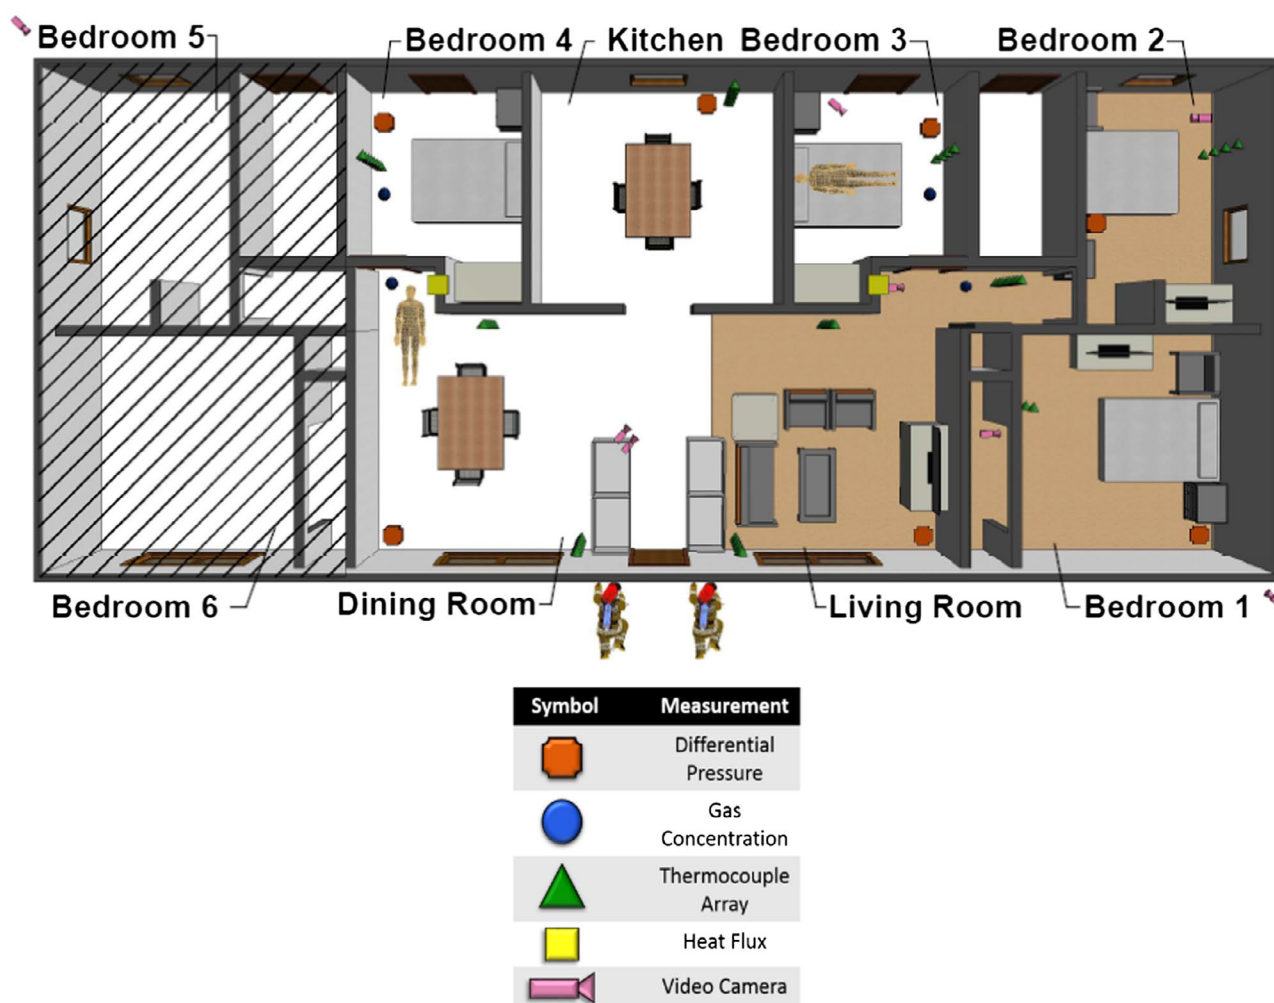 Bedroom 5
Bedroom 4
Kitchen
Bedroom 3
Bedroom 2
Bedroom 6
Dining Room
Living Room
Bedroom 1
Symbol Measurement
Differential
Pressure
Gas
Concentration
Thermocouple
Array
Heat Flux
Video Camera